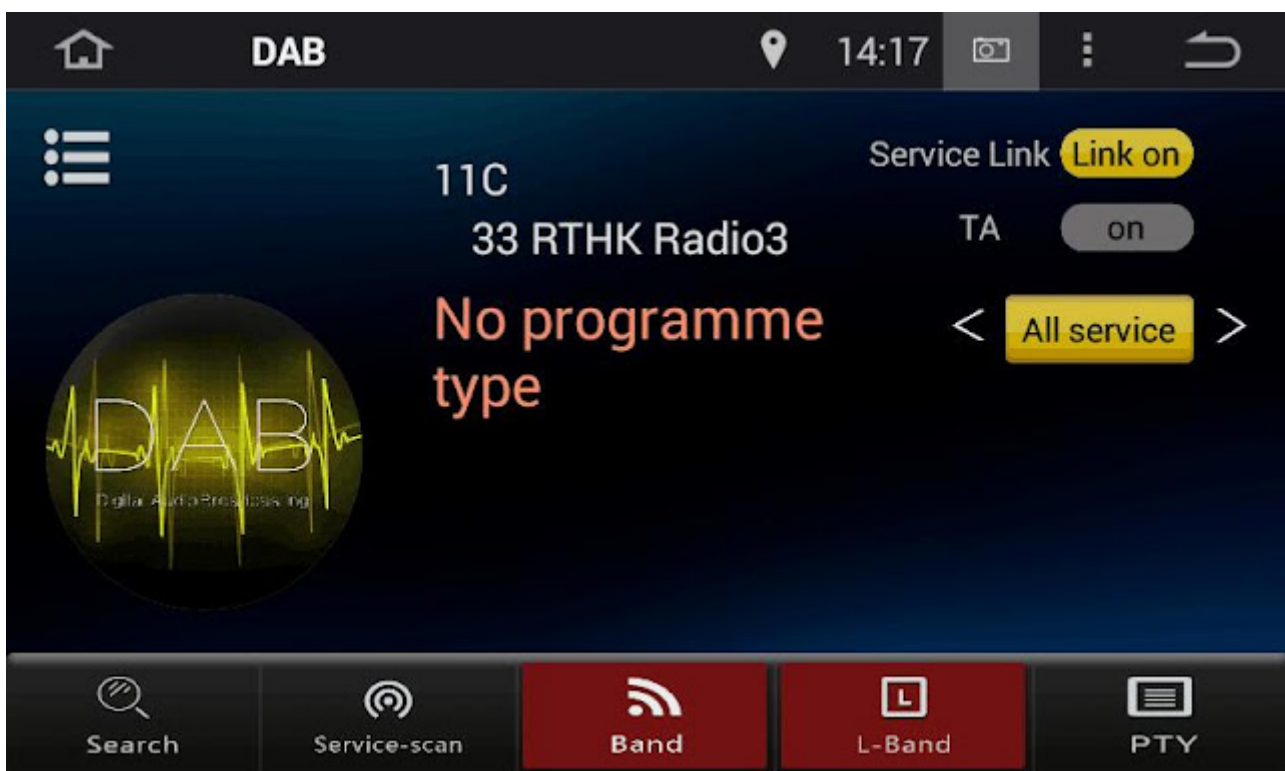 DAB 14:17
11C
33 RTHK Radio3
No programme
type
Service Link Link on
TA on
< All service >
DAB
Search Service-scan Band L-Band PTY